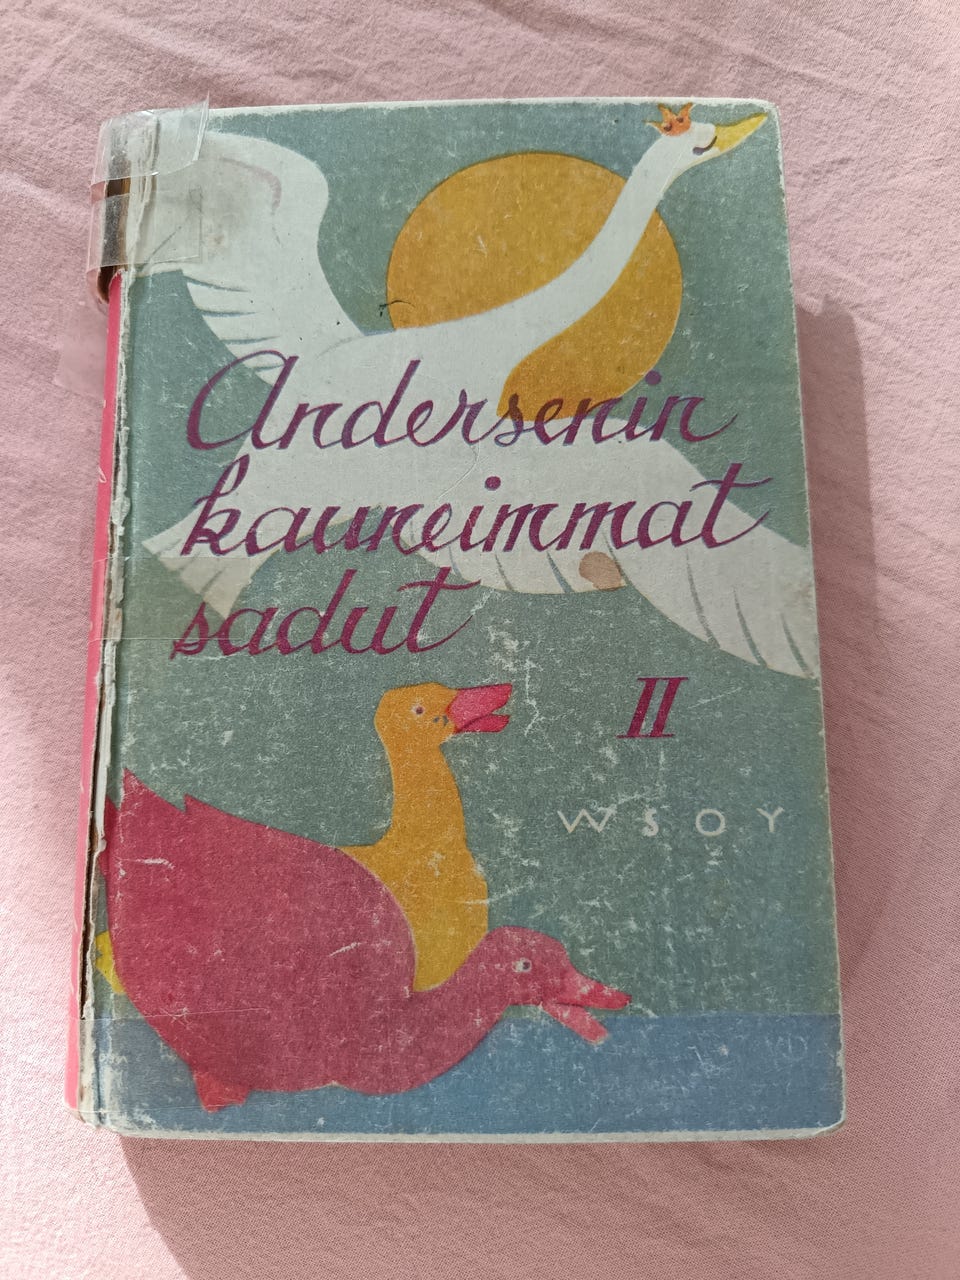 Andersenin
kauneimmat
sadut
II
WSOY